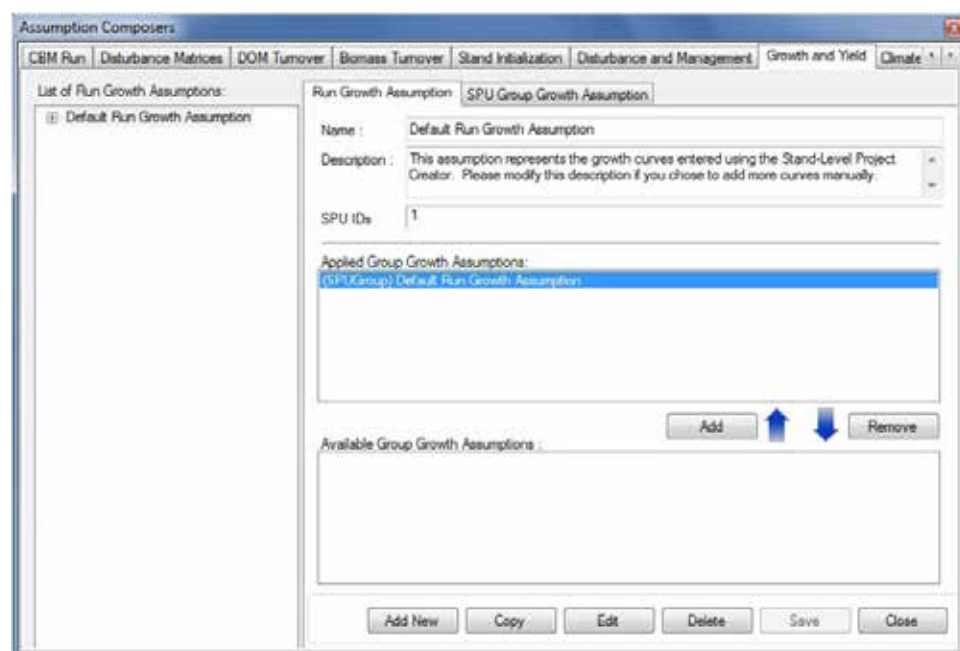 Assumption Composers
CBM Run Disturbance Matrices DOM Turnover Biomass Turnover Stand Initialization Disturbance and Management Growth and Yield Climate
List of Run Growth Assumptions:
Default Run Growth Assumption
Run Growth Assumption SPU Group Growth Assumption
Name : Default Run Growth Assumption
Description : This assumption represents the growth curves entered using the Stand-Level Project
Creator. Please modify this description if you chose to add more curves manually.
SPU IDs 1
Applied Group Growth Assumptions:
(SPUGroup) Default Run Growth Assumption
Add Remove
Available Group Growth Assumptions :
Add New Copy Edit Delete Save Close